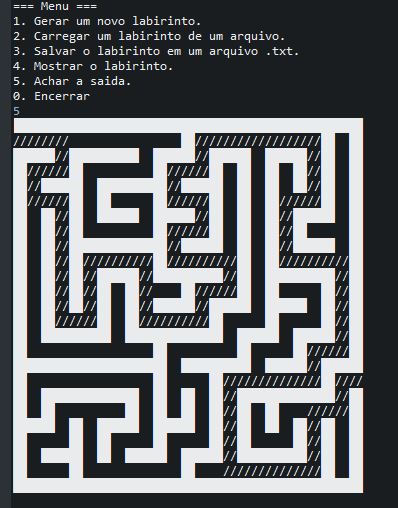 === Menu ===
1. Gerar um novo labirinto.
2. Carregar um labirinto de um arquivo.
3. Salvar o labirinto em um arquivo .txt.
4. Mostrar o labirinto.
5. Achar a saida.
0. Encerrar
5